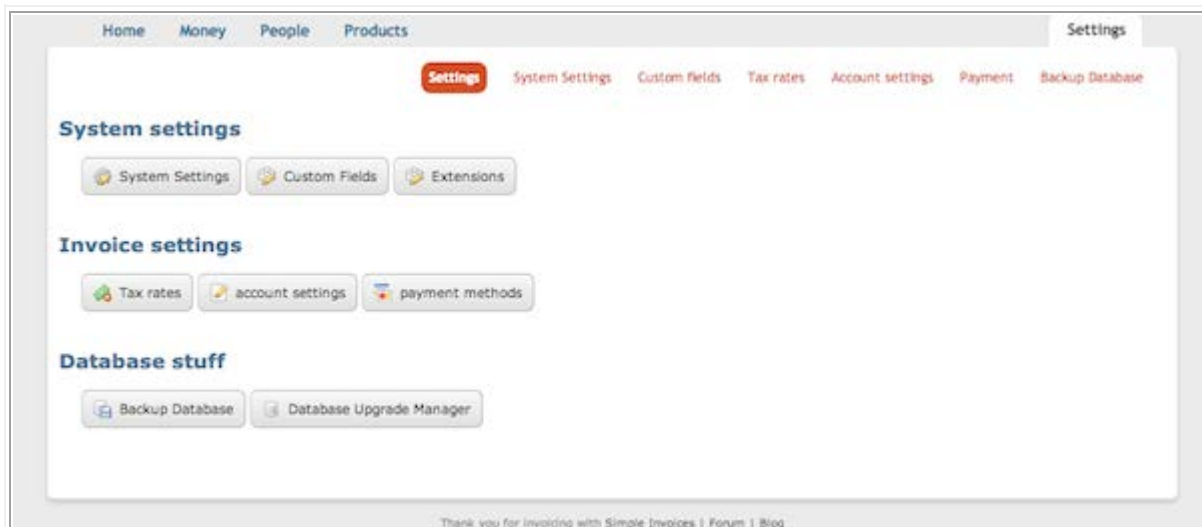 Home Money People Products Settings
Settings System Settings Custom fields Tax rates Account settings Payment Backup Database
System settings
System Settings Custom Fields Extensions
Invoice settings
Tax rates account settings payment methods
Database stuff
Backup Database Database Upgrade Manager
Thank you for invoicing with Simple Invoices | Forum | Blog